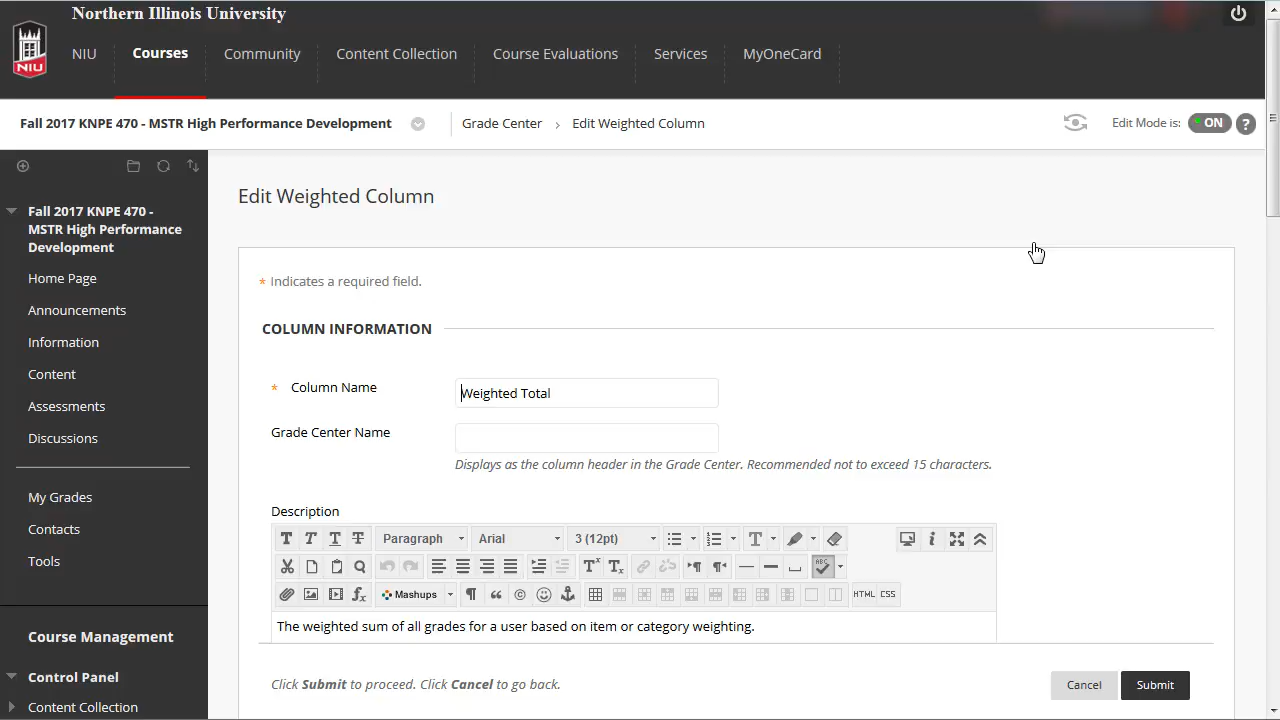 Northern Illinois University
NIU
NIU
Courses
Community
Content Collection
Course Evaluations
Services
MyOneCard
Fall 2017 KNPE 470 - MSTR High Performance Development
Grade Center
Edit Weighted Column
Edit Mode is:
ON
?
Fall 2017 KNPE 470 -
MSTR High Performance
Development
Home Page
Announcements
Information
Content
Assessments
Discussions
My Grades
Contacts
Tools
Course Management
Control Panel
Content Collection
Edit Weighted Column
* Indicates a required field.
COLUMN INFORMATION
* Column Name
Weighted Total
Grade Center Name
Displays as the column header in the Grade Center. Recommended not to exceed 15 characters.
Description
T T T T Paragraph Arial 3 (12pt) T i
Tx Tx ABC
fx Mashups ¶ “ © HTML CSS
The weighted sum of all grades for a user based on item or category weighting.
Click Submit to proceed. Click Cancel to go back.
Cancel
Submit